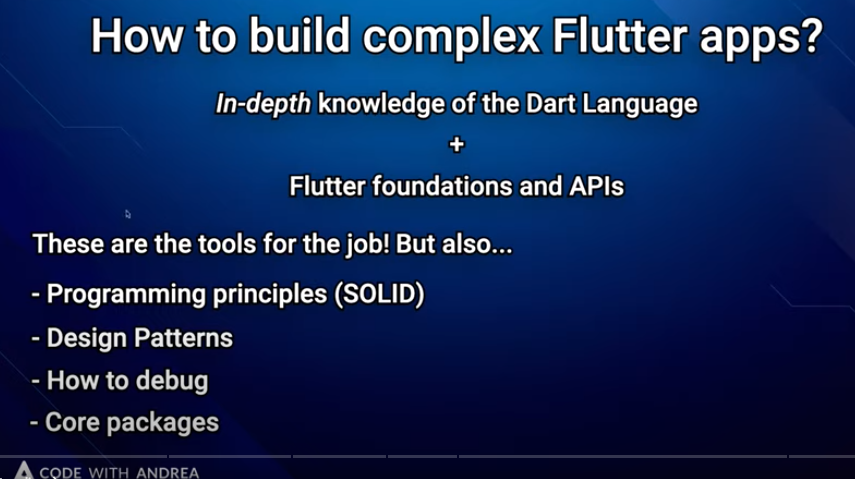 How to build complex Flutter apps?
In-depth knowledge of the Dart Language
+
Flutter foundations and APIs
These are the tools for the job! But also...
- Programming principles (SOLID)
- Design Patterns
- How to debug
- Core packages
CODE WITH ANDREA